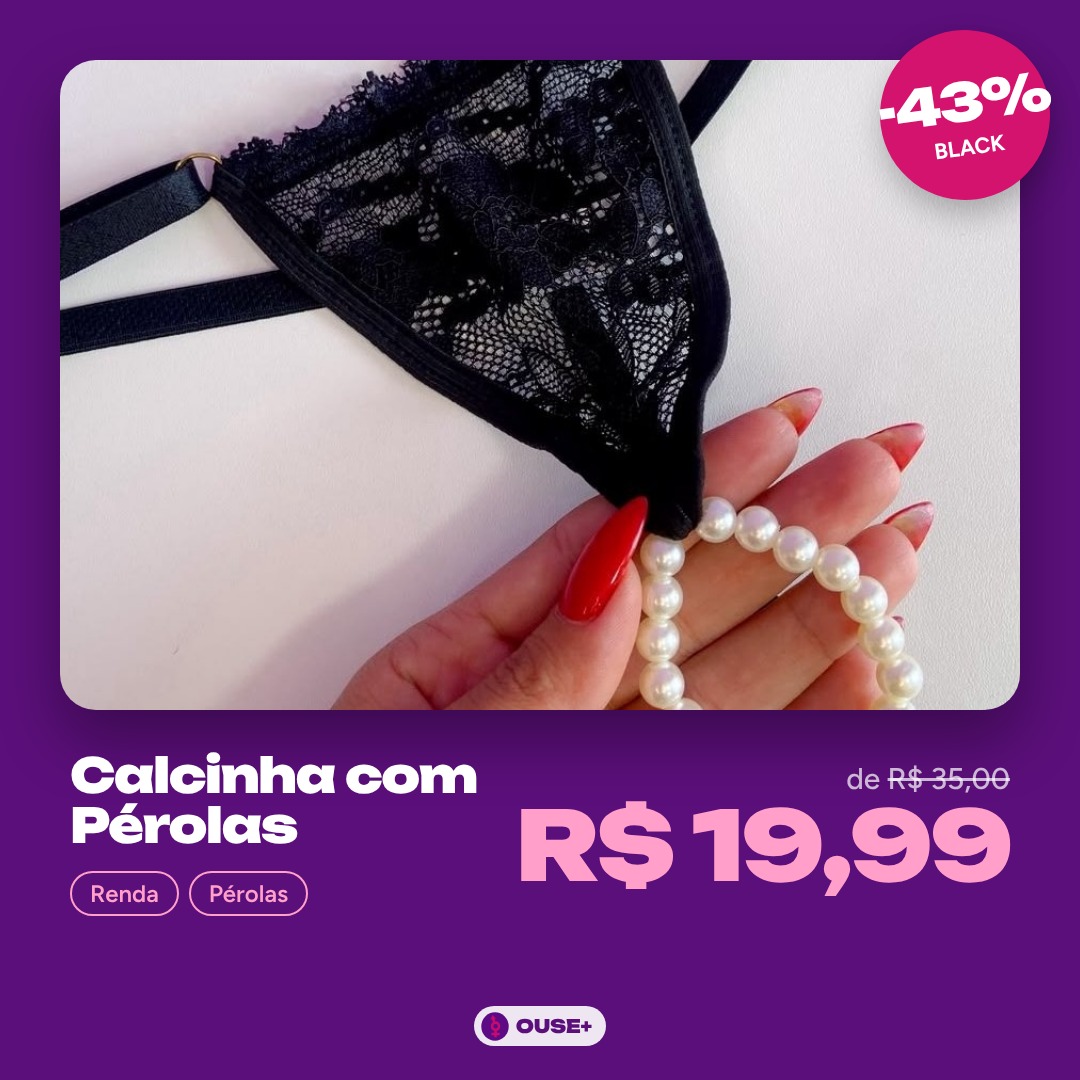 -43%
BLACK
Calcinha com
Pérolas
de R$ 35,00
R$ 19,99
Renda
Pérolas
OUSE+